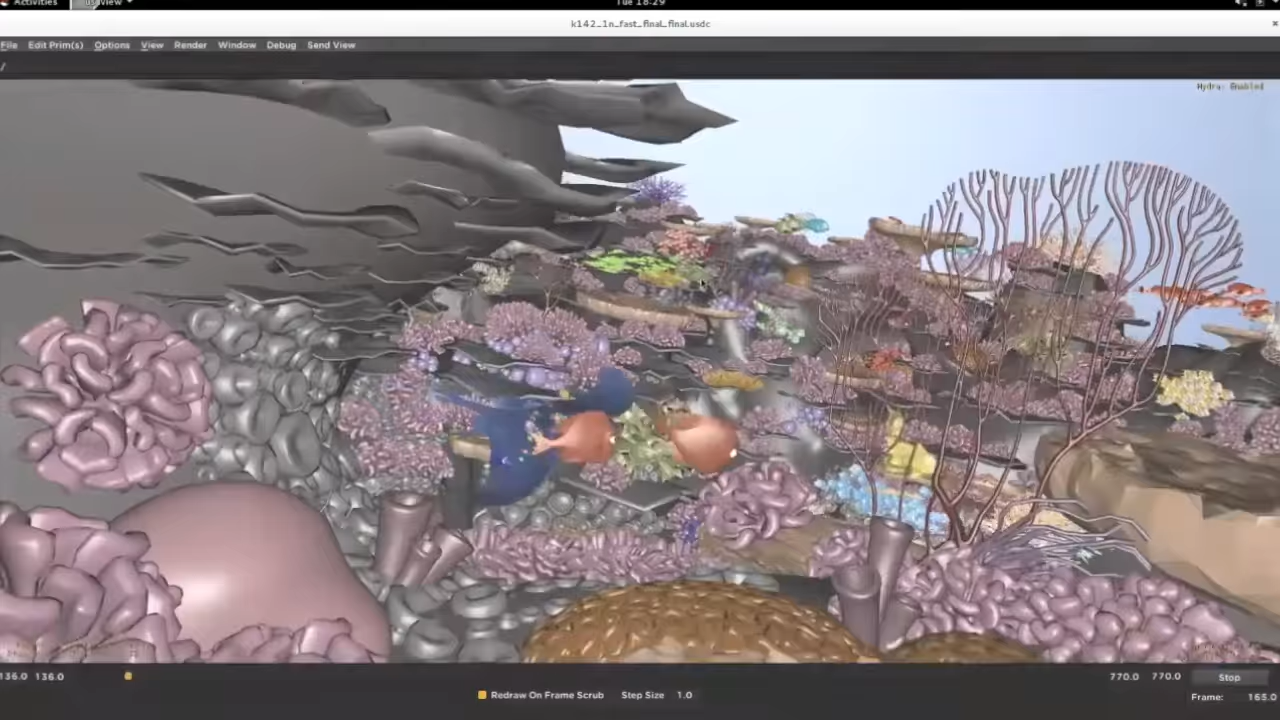 Activities usdview Tue 18:29
k142_1n_fast_final_final.usdc
File Edit Prim(s) Options View Render Window Debug Send View
/
Hydra: Enabled
136.0 136.0 770.0 770.0 Stop
Redraw On Frame Scrub Step Size 1.0 Frame: 165.0